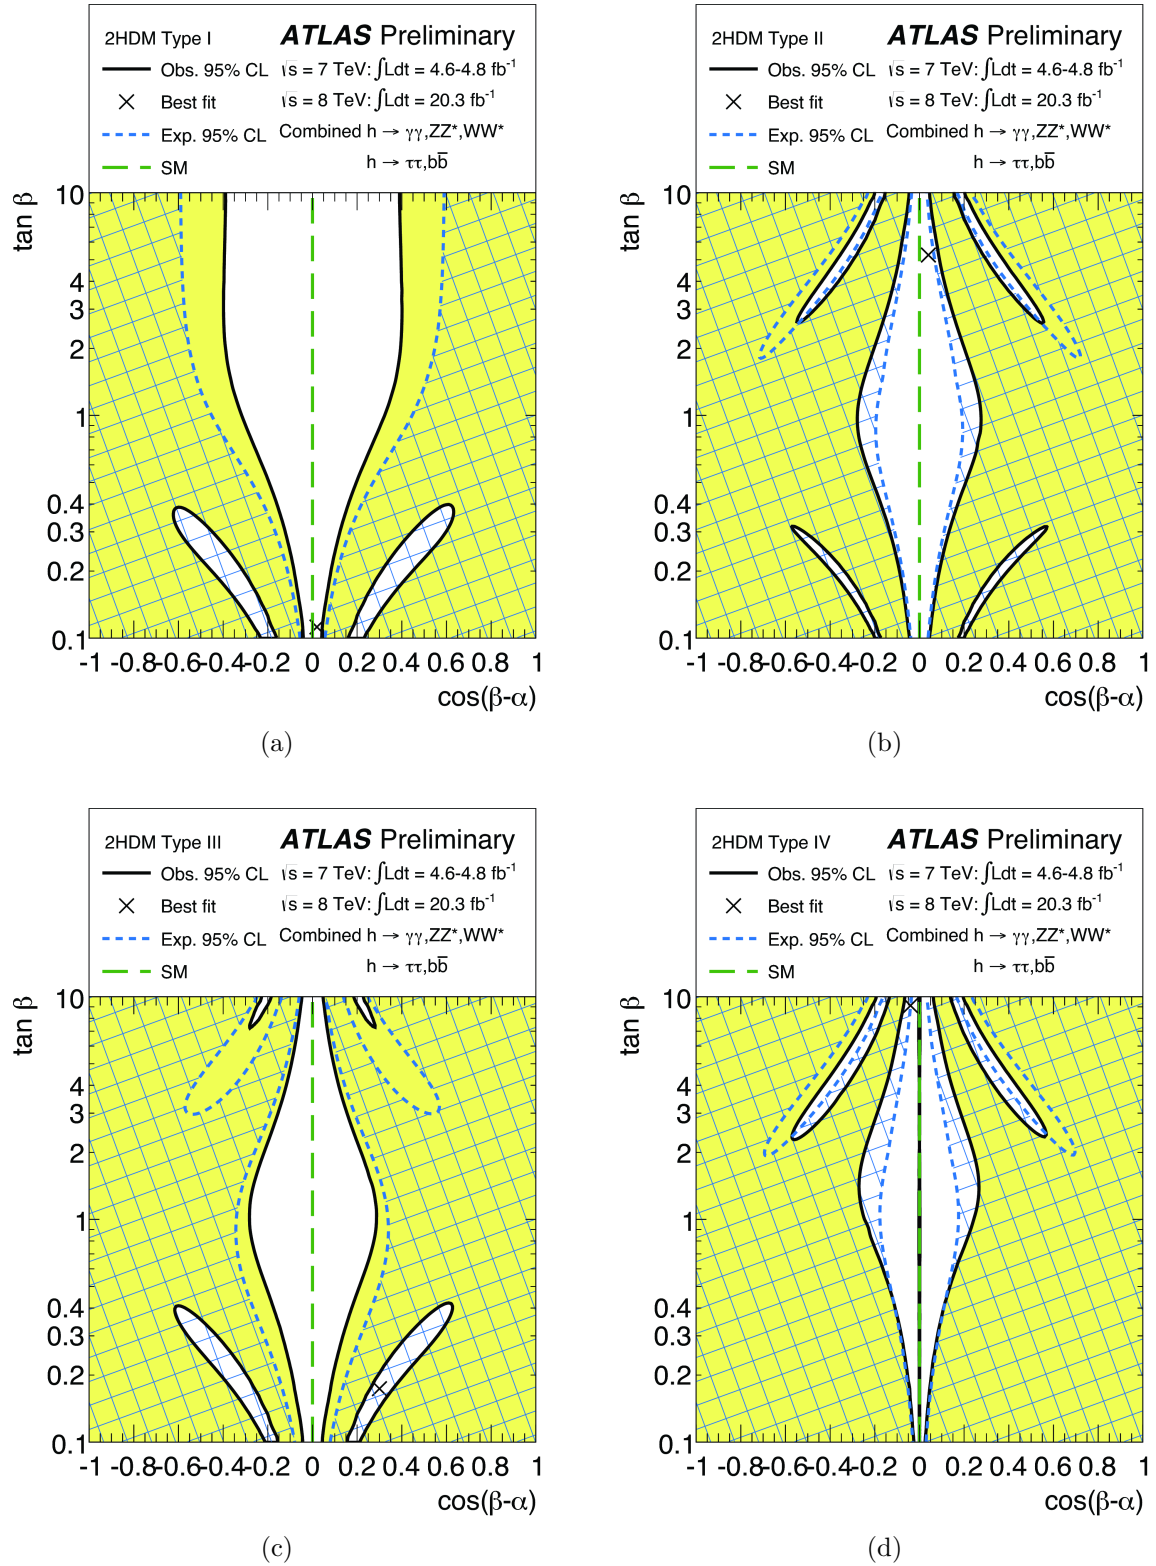 2HDM Type I ATLAS Preliminary
Obs. 95% CL √s = 7 TeV: ∫Ldt = 4.6-4.8 fb⁻¹
Best fit √s = 8 TeV: ∫Ldt = 20.3 fb⁻¹
Exp. 95% CL Combined h → γγ,ZZ*,WW*
SM h → ττ,bb̅
tan β
10
4
3
2
1
0.4
0.3
0.2
0.1
-1 -0.8 -0.6 -0.4 -0.2 0 0.2 0.4 0.6 0.8 1
cos(β-α)
(a)
2HDM Type II ATLAS Preliminary
Obs. 95% CL √s = 7 TeV: ∫Ldt = 4.6-4.8 fb⁻¹
Best fit √s = 8 TeV: ∫Ldt = 20.3 fb⁻¹
Exp. 95% CL Combined h → γγ,ZZ*,WW*
SM h → ττ,bb̅
tan β
10
4
3
2
1
0.4
0.3
0.2
0.1
-1 -0.8 -0.6 -0.4 -0.2 0 0.2 0.4 0.6 0.8 1
cos(β-α)
(b)
2HDM Type III ATLAS Preliminary
Obs. 95% CL √s = 7 TeV: ∫Ldt = 4.6-4.8 fb⁻¹
Best fit √s = 8 TeV: ∫Ldt = 20.3 fb⁻¹
Exp. 95% CL Combined h → γγ,ZZ*,WW*
SM h → ττ,bb̅
tan β
10
4
3
2
1
0.4
0.3
0.2
0.1
-1 -0.8 -0.6 -0.4 -0.2 0 0.2 0.4 0.6 0.8 1
cos(β-α)
(c)
2HDM Type IV ATLAS Preliminary
Obs. 95% CL √s = 7 TeV: ∫Ldt = 4.6-4.8 fb⁻¹
Best fit √s = 8 TeV: ∫Ldt = 20.3 fb⁻¹
Exp. 95% CL Combined h → γγ,ZZ*,WW*
SM h → ττ,bb̅
tan β
10
4
3
2
1
0.4
0.3
0.2
0.1
-1 -0.8 -0.6 -0.4 -0.2 0 0.2 0.4 0.6 0.8 1
cos(β-α)
(d)